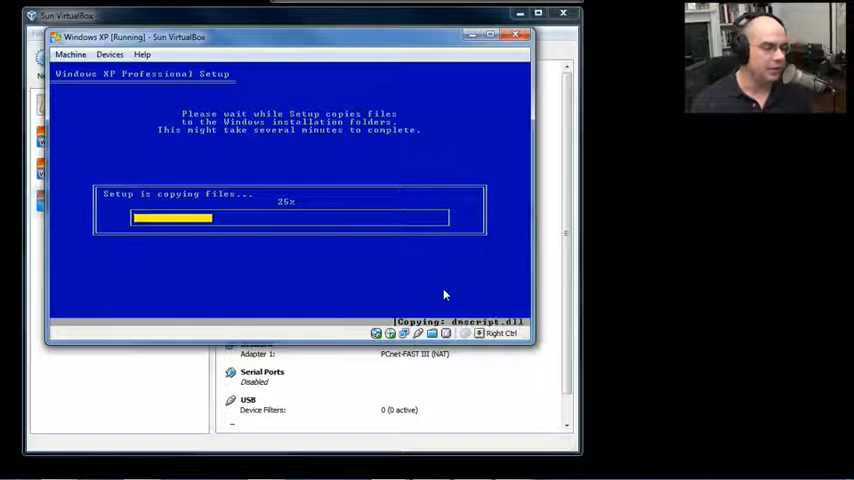 Sun VirtualBox
Windows XP [Running] - Sun VirtualBox
Machine Devices Help
Windows XP Professional Setup
Please wait while Setup copies files
to the Windows installation folders.
This might take several minutes to complete.
Setup is copying files...
25%
Copying: dmscript.dll
Right Ctrl
Adapter 1: PCnet-FAST III (NAT)
Serial Ports
Disabled
USB
Device Filters: 0 (0 active)